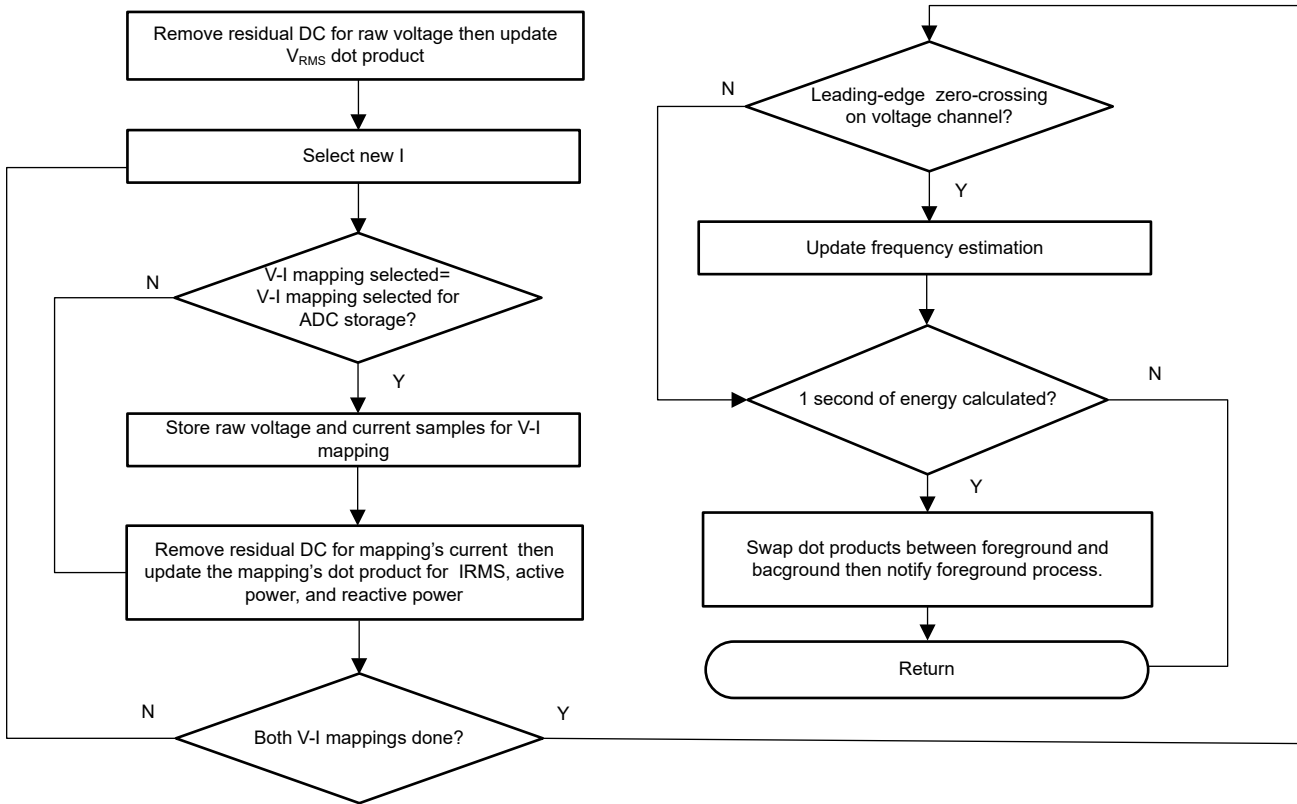 Remove residual DC for raw voltage then update
VRMS dot product
Select new I
V-I mapping selected=
V-I mapping selected for
ADC storage?
N
Y
Store raw voltage and current samples for V-I
mapping
Remove residual DC for mapping's current then
update the mapping's dot product for IRMS, active
power, and reactive power
Both V-I mappings done?
N
Y
Leading-edge zero-crossing
on voltage channel?
N
Y
Update frequency estimation
1 second of energy calculated?
N
Y
Swap dot products between foreground and
bacground then notify foreground process.
Return